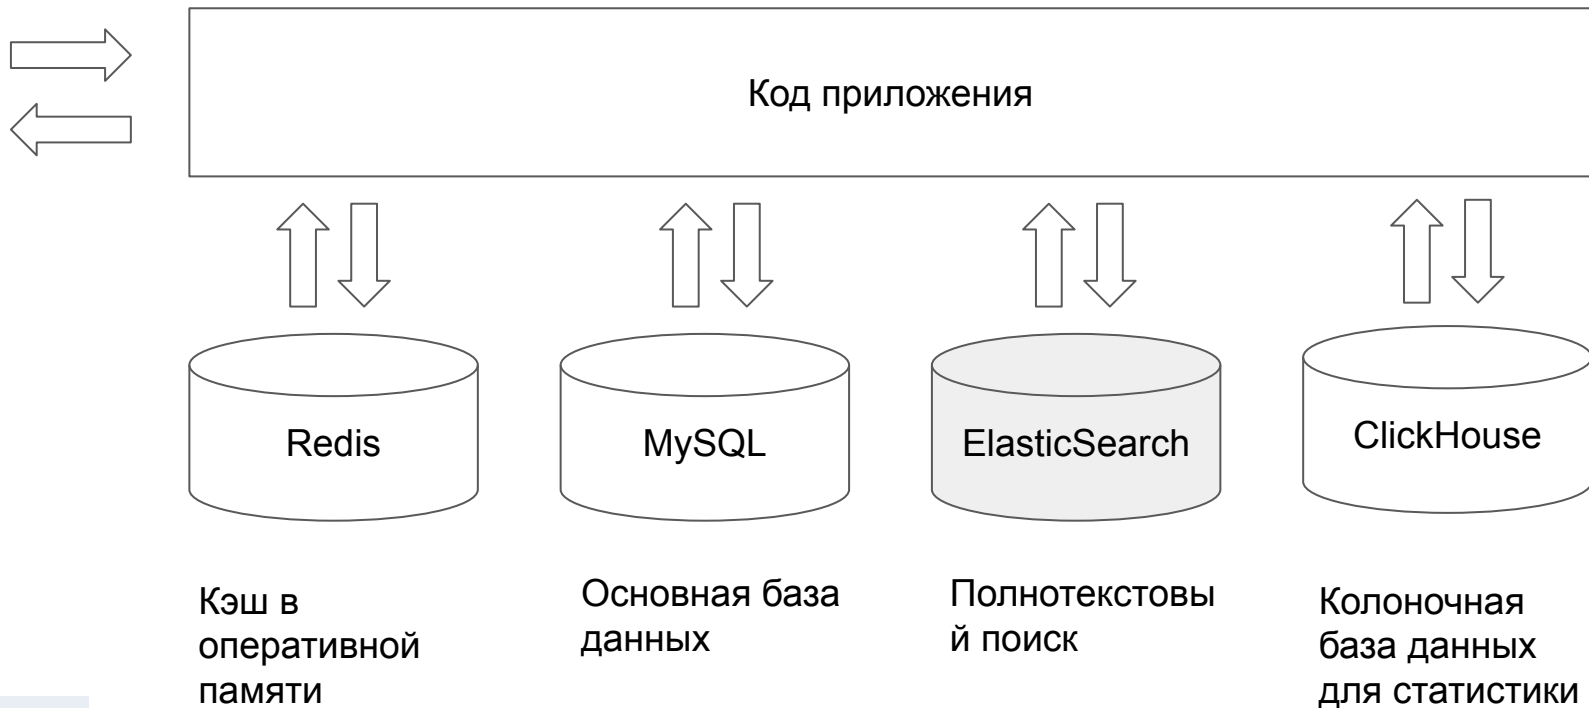 Код приложения
Redis
MySQL
ElasticSearch
ClickHouse
Кэш в
оперативной
памяти
Основная база
данных
Полнотекстовы
й поиск
Колоночная
база данных
для статистики